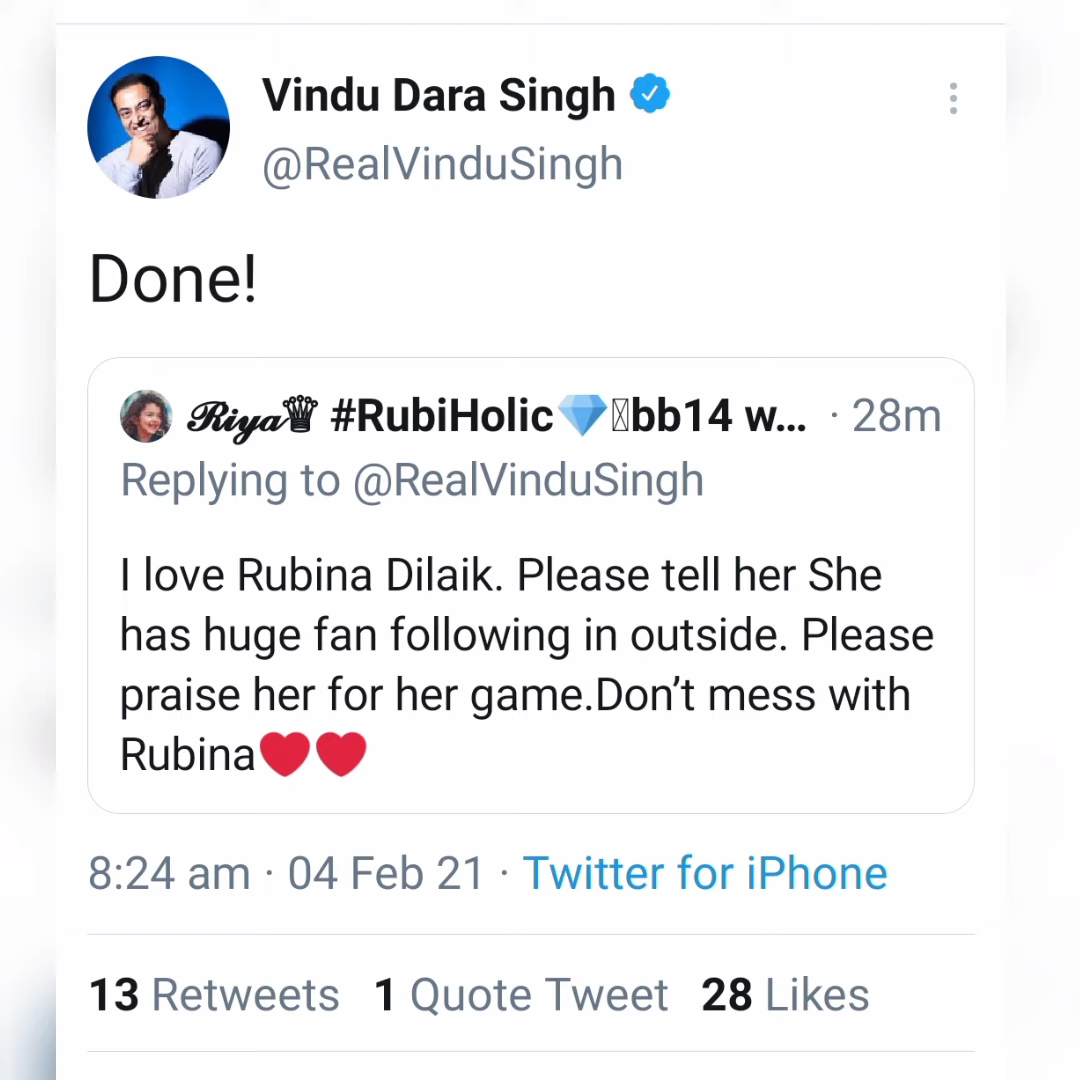 Vindu Dara Singh
@RealVinduSingh
Done!
𝓡𝓲𝔂𝓪♛ #RubiHolic💎bb14 w... · 28m
Replying to @RealVinduSingh
I love Rubina Dilaik. Please tell her She
has huge fan following in outside. Please
praise her for her game.Don’t mess with
Rubina❤❤
8:24 am · 04 Feb 21 · Twitter for iPhone
13 Retweets 1 Quote Tweet 28 Likes